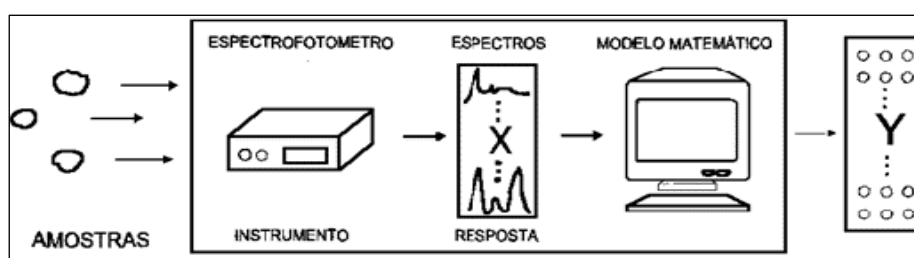 ESPECTROFOTOMETRO
ESPECTROS
MODELO MATEMÁTICO
X
Y
AMOSTRAS
INSTRUMENTO
RESPOSTA